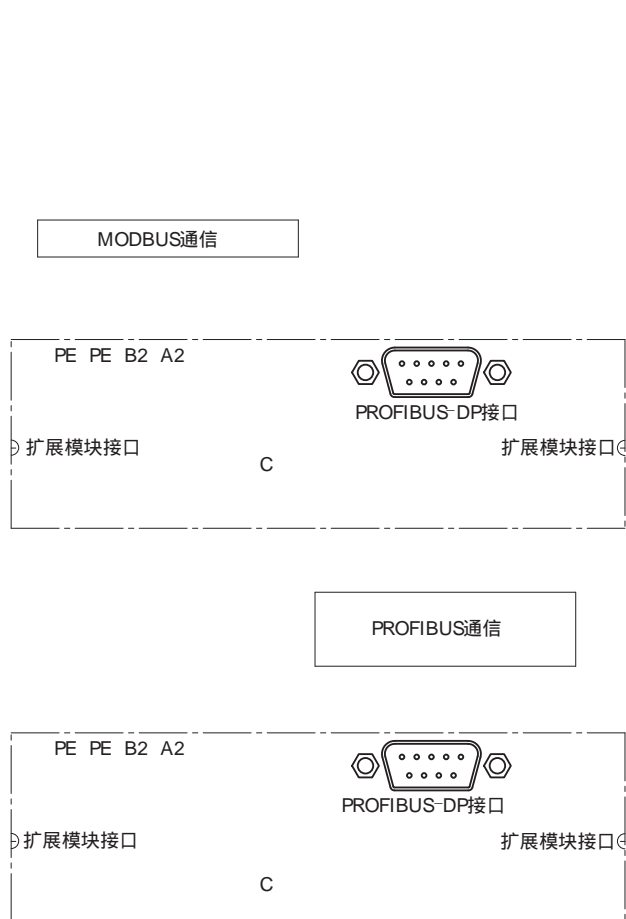 MODBUS通信
PE PE B2 A2
PROFIBUS-DP接口
扩展模块接口 扩展模块接口
C
PROFIBUS通信
PE PE B2 A2
PROFIBUS-DP接口
扩展模块接口 扩展模块接口
C